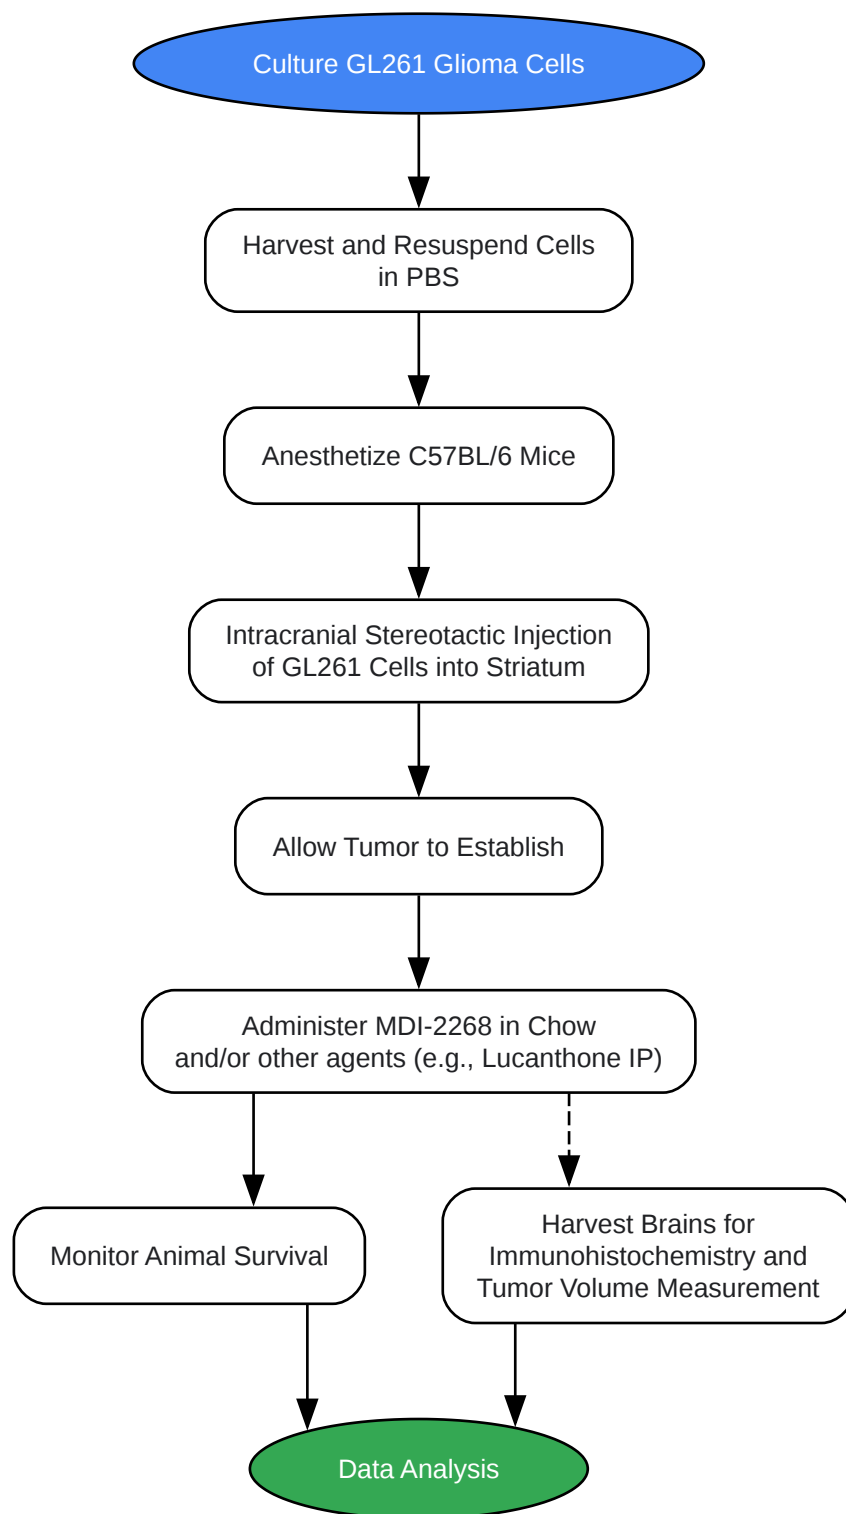 Culture GL261 Glioma Cells
Harvest and Resuspend Cells
in PBS
Anesthetize C57BL/6 Mice
Intracranial Stereotactic Injection
of GL261 Cells into Striatum
Allow Tumor to Establish
Administer MDI-2268 in Chow
and/or other agents (e.g., Lucanthone IP)
Monitor Animal Survival
Harvest Brains for
Immunohistochemistry and
Tumor Volume Measurement
Data Analysis